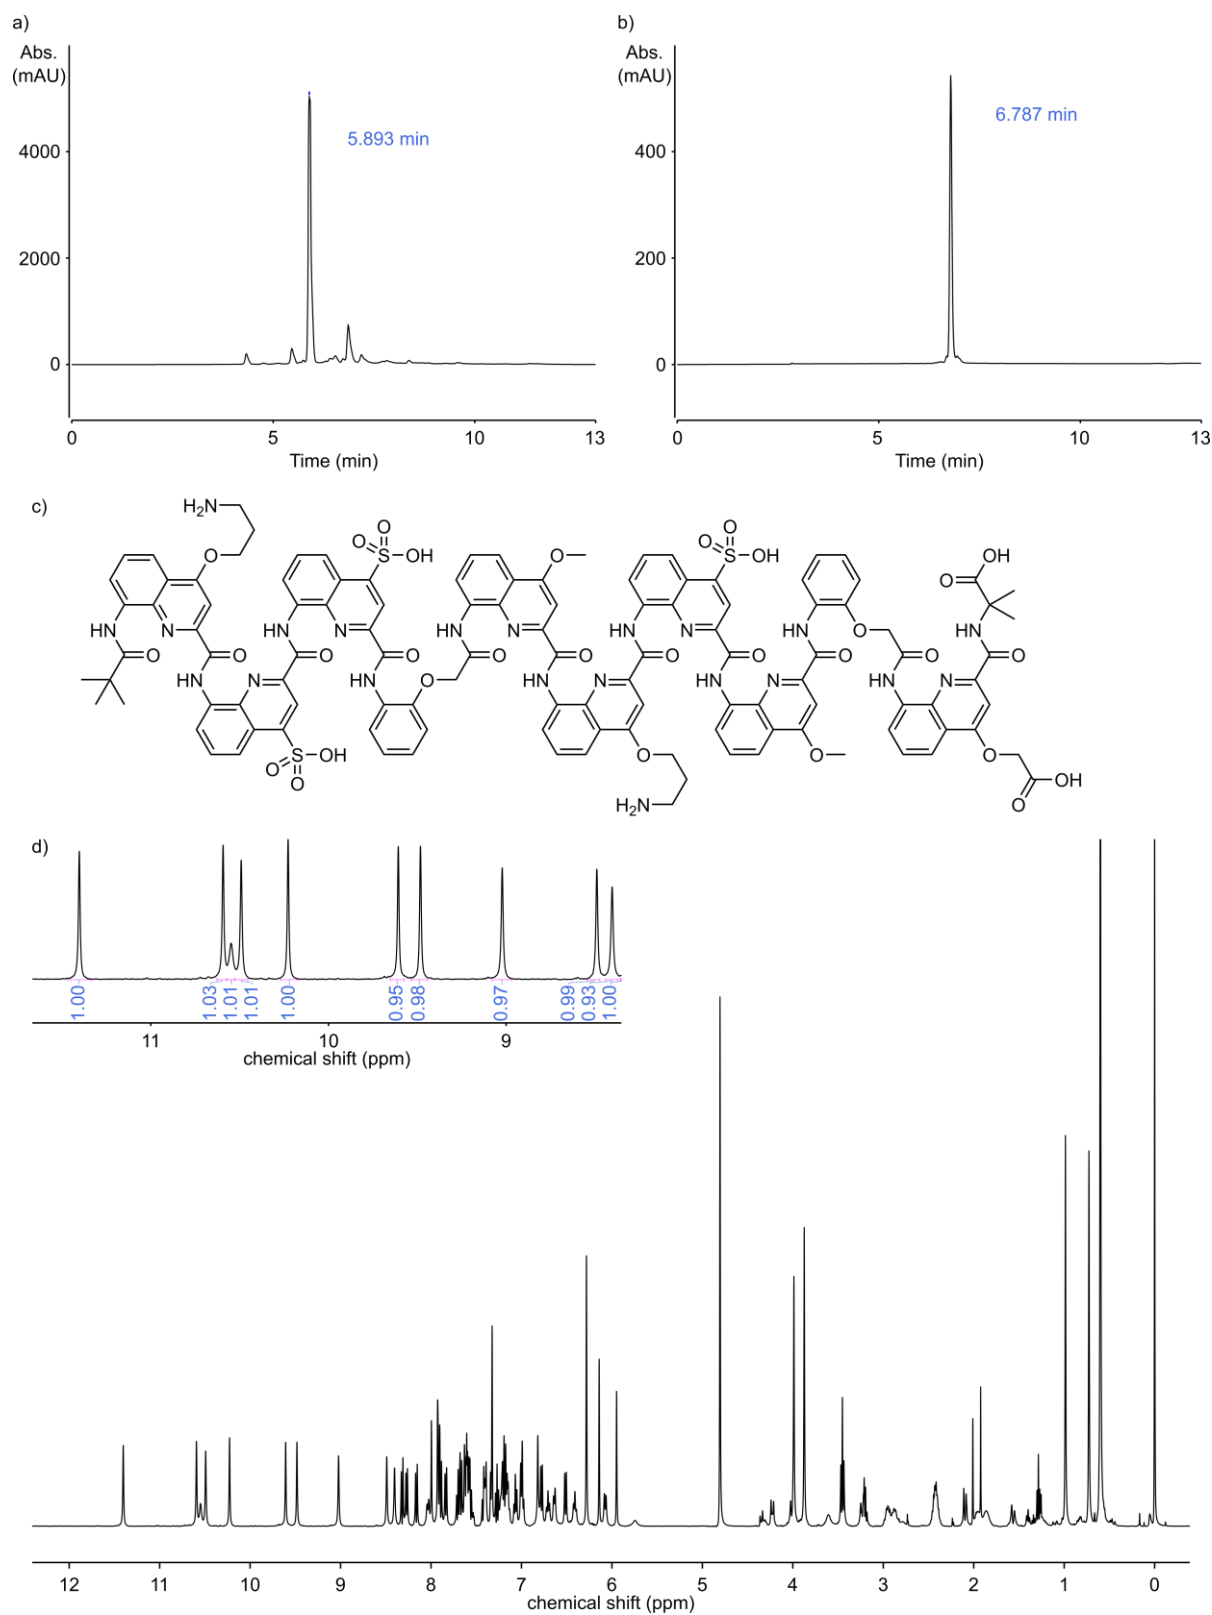 a)
Abs.
(mAU)
4000
2000
0
5.893 min
0 5 10 13
Time (min)
b)
Abs.
(mAU)
400
200
0
6.787 min
0 5 10 13
Time (min)
c)
H2N
O O
S OH
O
O O
S OH
OH
O
O
O
O
N
N
N
N
N
O
HN
HN
HN
HN
HN
HN
O
O
O
O
O
O
O
HN
N
HN
O
HN
N
HN
N
HN
N
O
O
O
S OH
O O
O
O
H2N
OH
O
d)
1.00
1.03
1.01
1.01
1.00
0.95
0.98
0.97
0.99
0.93
1.00
11 10 9
chemical shift (ppm)
12 11 10 9 8 7 6 5 4 3 2 1 0
chemical shift (ppm)